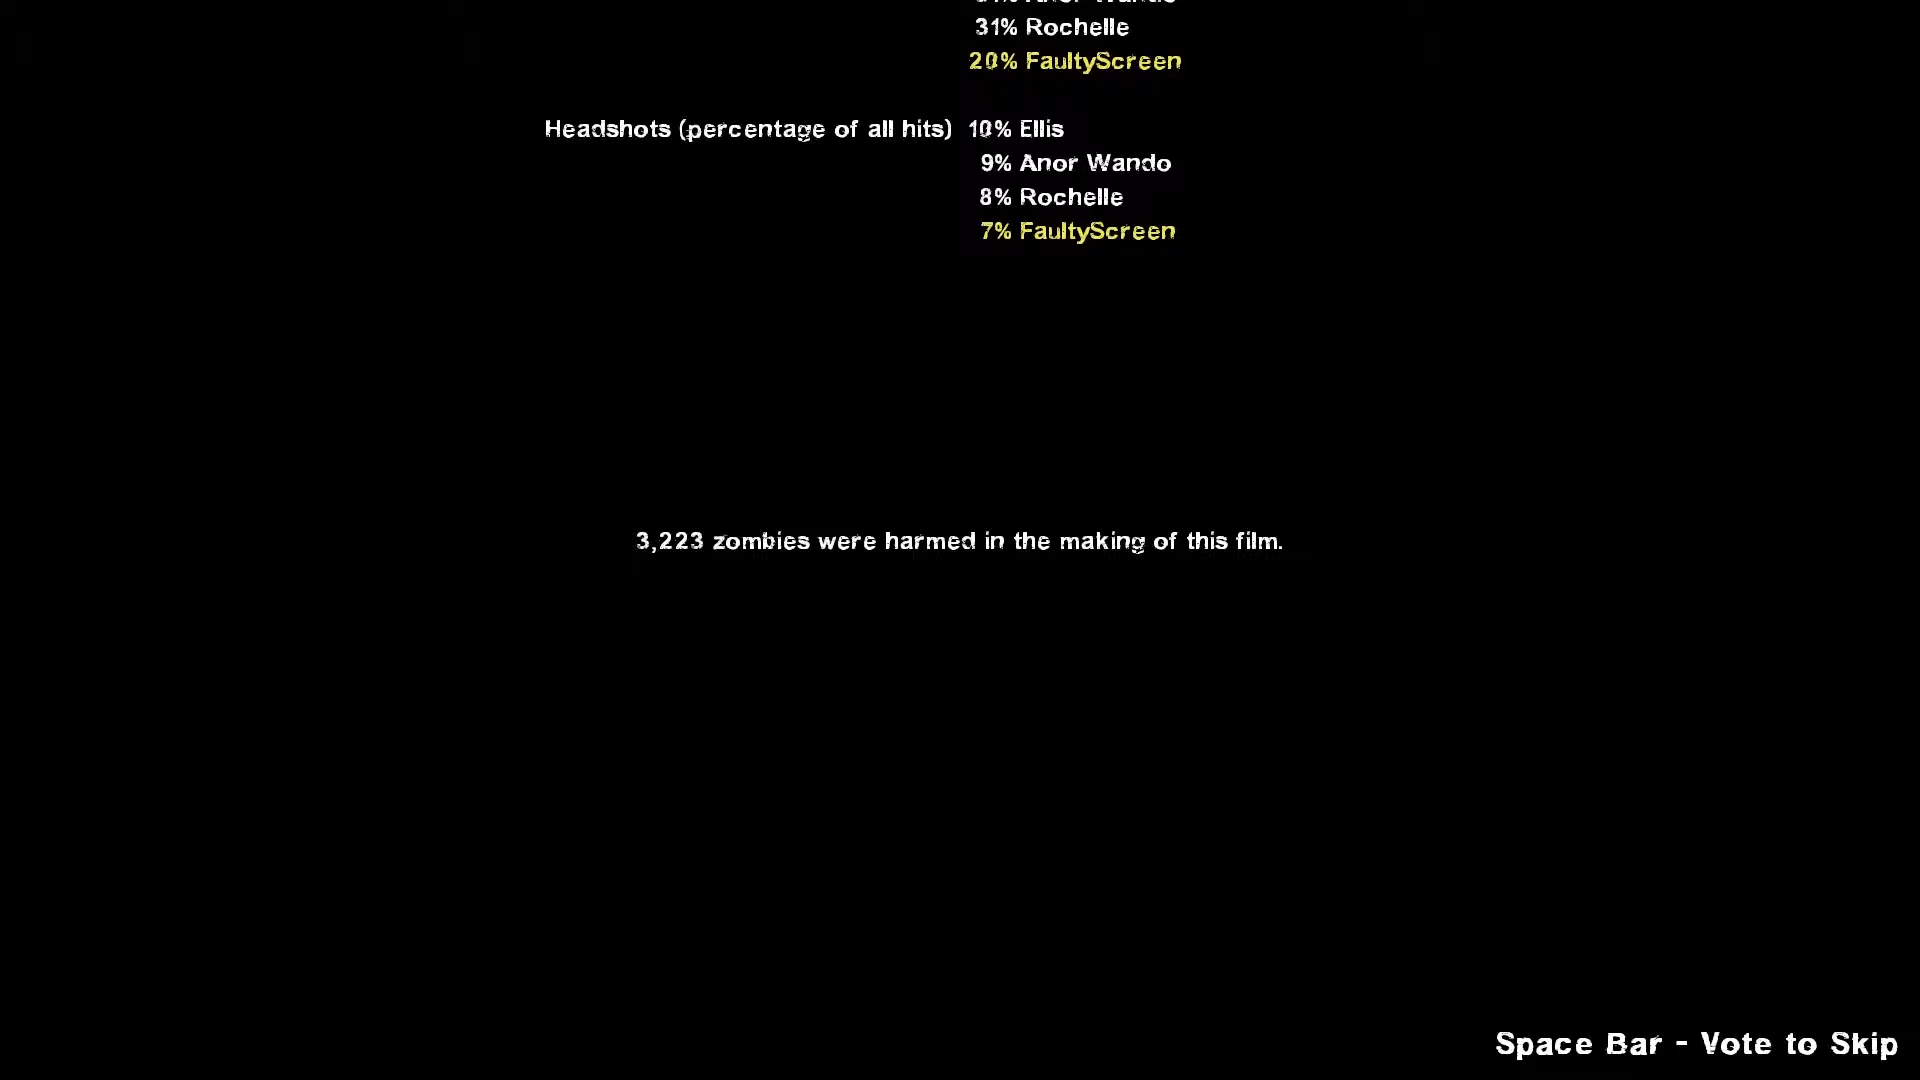 31% Rochelle
20% FaultyScreen
Headshots (percentage of all hits) 10% Ellis
9% Anor Wando
8% Rochelle
7% FaultyScreen
3,223 zombies were harmed in the making of this film.
Space Bar - Vote to Skip